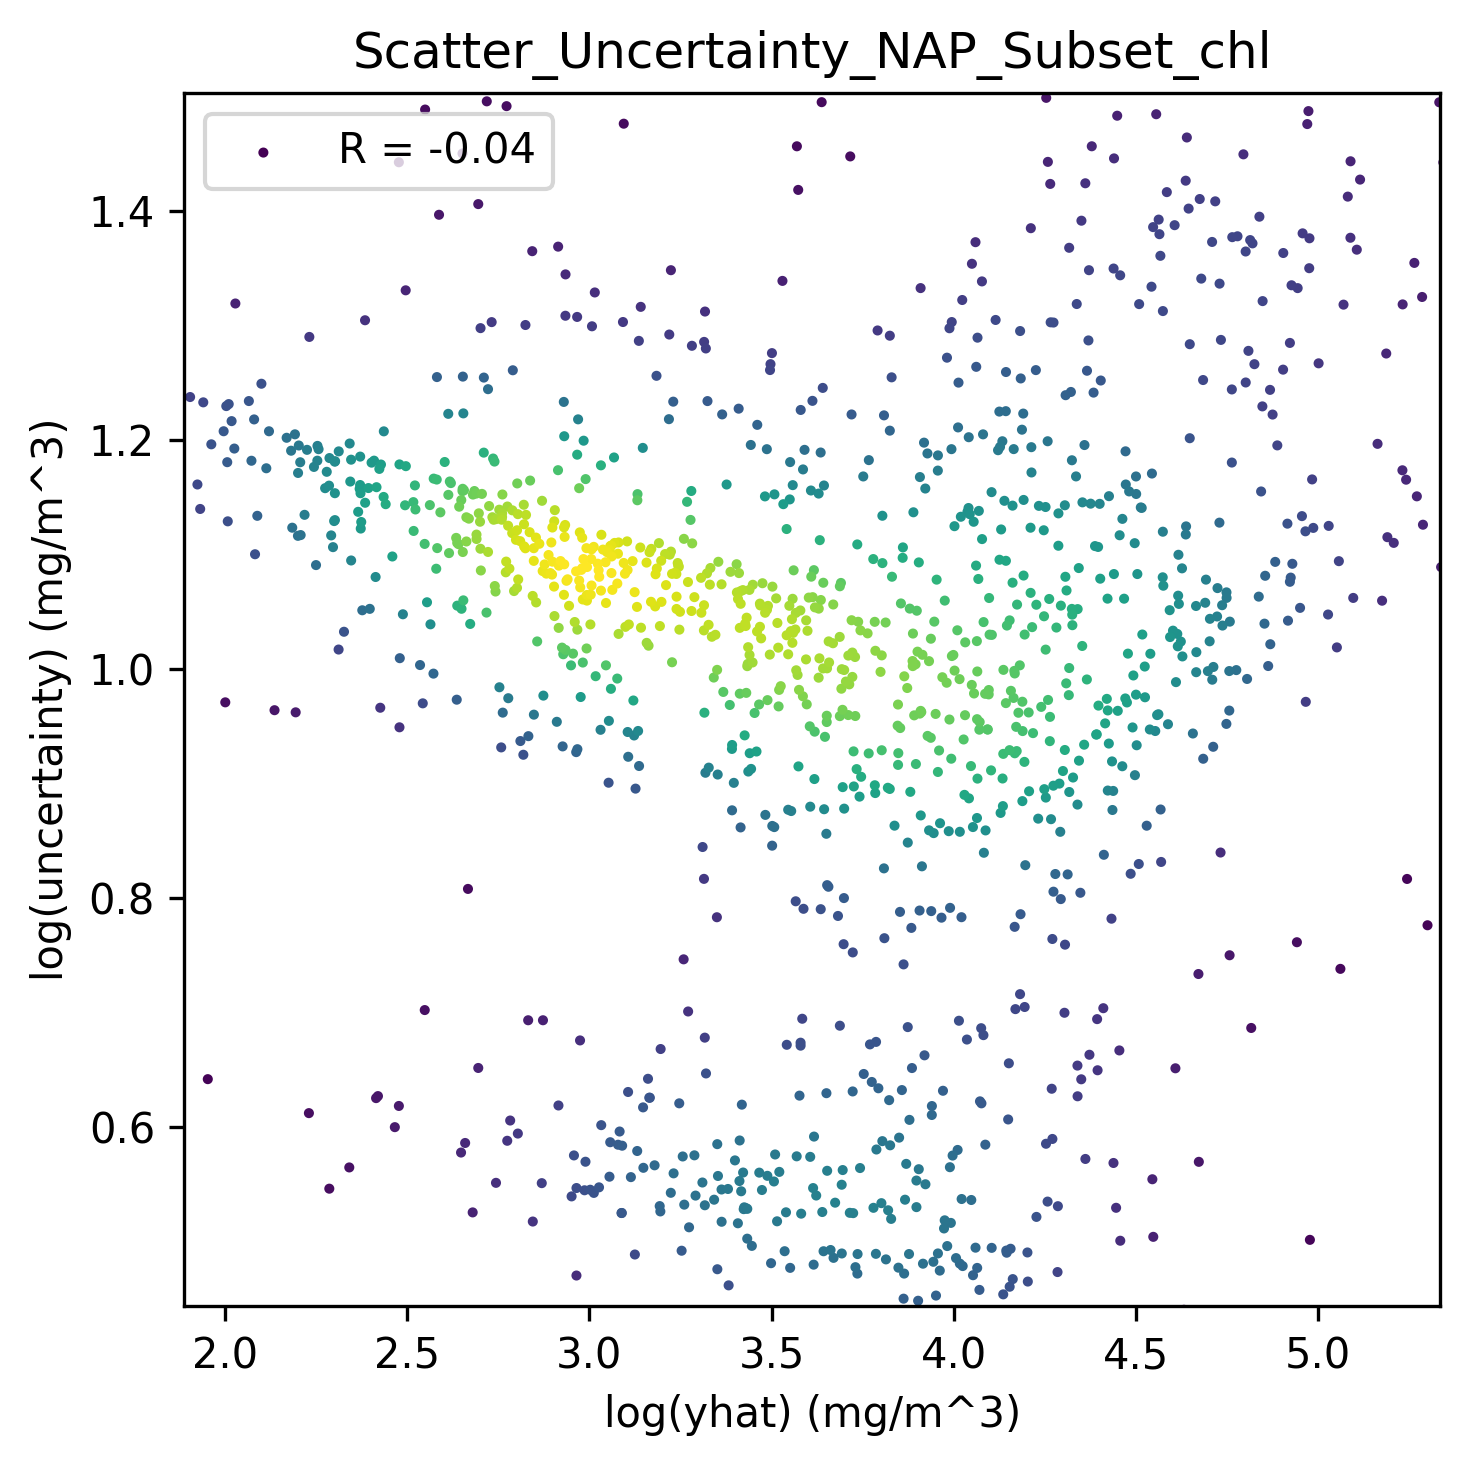 Scatter_Uncertainty_NAP_Subset_chl
R = -0.04
log(uncertainty) (mg/m^3)
1.4
1.2
1.0
0.8
0.6
2.0 2.5 3.0 3.5 4.0 4.5 5.0
log(yhat) (mg/m^3)